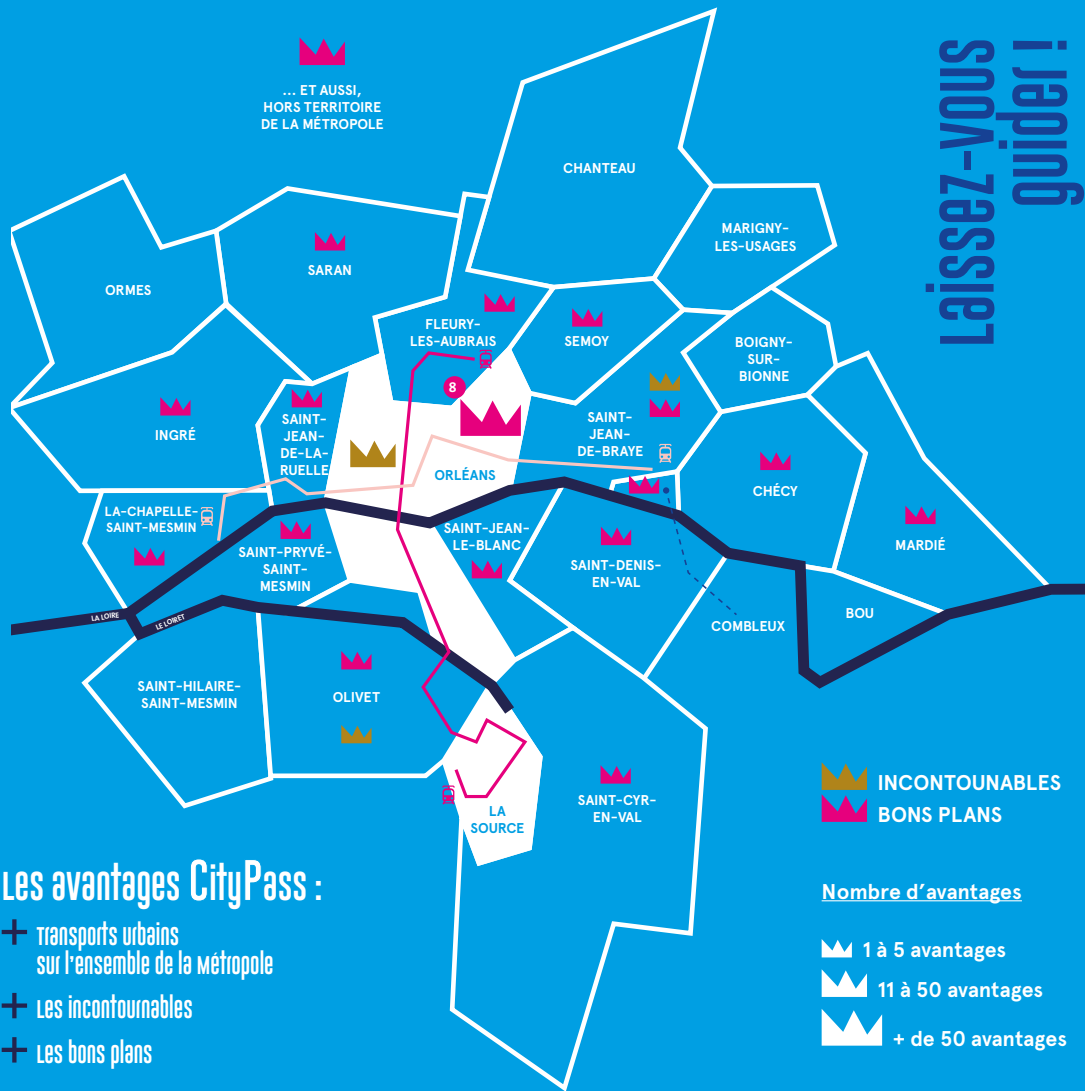 Laissez-vous
guider !
... ET AUSSI,
HORS TERRITOIRE
DE LA MÉTROPOLE
CHANTEAU
MARIGNY-
LES-USAGES
ORMES
SARAN
FLEURY-
LES-AUBRAIS
SEMOY
BOIGNY-
SUR-
BIONNE
8
INGRÉ
SAINT-
JEAN-
DE-LA-
RUELLE
SAINT-
JEAN-
DE-BRAYE
ORLÉANS
CHÉCY
LA-CHAPELLE-
SAINT-MESMIN
SAINT-PRYVÉ-
SAINT-
MESMIN
SAINT-JEAN-
LE-BLANC
SAINT-DENIS-
EN-VAL
MARDIÉ
LA LOIRE
LE LOIRET
COMBLEUX
BOU
SAINT-HILAIRE-
SAINT-MESMIN
OLIVET
SAINT-CYR-
EN-VAL
LA
SOURCE
INCONTOUNABLES
BONS PLANS
Nombre d'avantages
1 à 5 avantages
11 à 50 avantages
+ de 50 avantages
Les avantages CityPass :
+ Transports urbains
sur l'ensemble de la Métropole
+ Les incontournables
+ Les bons plans